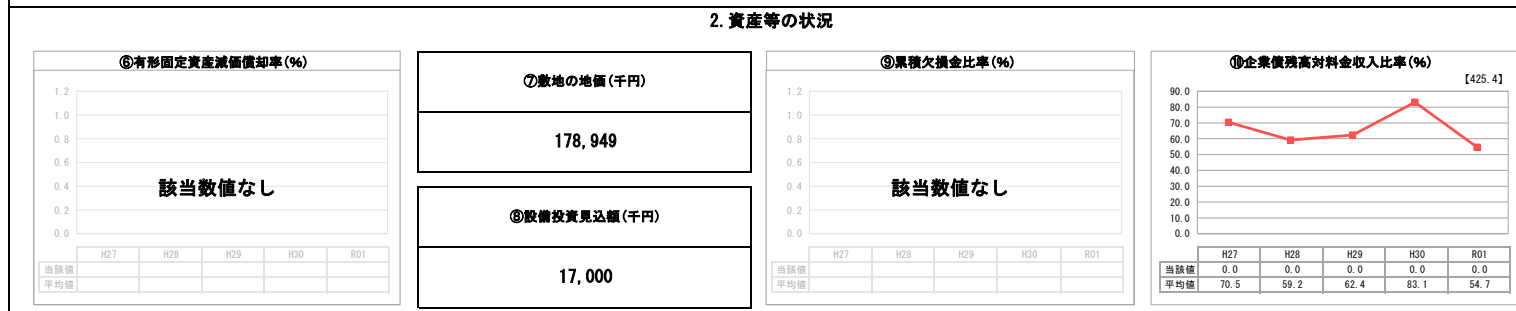 2.資産等の状況
⑥有形固定資産減価償却率(%)
1.2
1.0
0.8
0.6
0.4
0.2
0.0
該当数値なし
H27 H28 H29 H30 R01
当該値
平均値
⑦敷地の地価(千円)
178,949
⑧設備投資見込額(千円)
17,000
⑨累積欠損金比率(%)
1.2
1.0
0.8
0.6
0.4
0.2
0.0
該当数値なし
H27 H28 H29 H30 R01
当該値
平均値
⑩企業債残高対料金収入比率(%)
【425.4】
90.0
80.0
70.0
60.0
50.0
40.0
30.0
20.0
10.0
0.0
H27 H28 H29 H30 R01
当該値 0.0 0.0 0.0 0.0 0.0
平均値 70.5 59.2 62.4 83.1 54.7